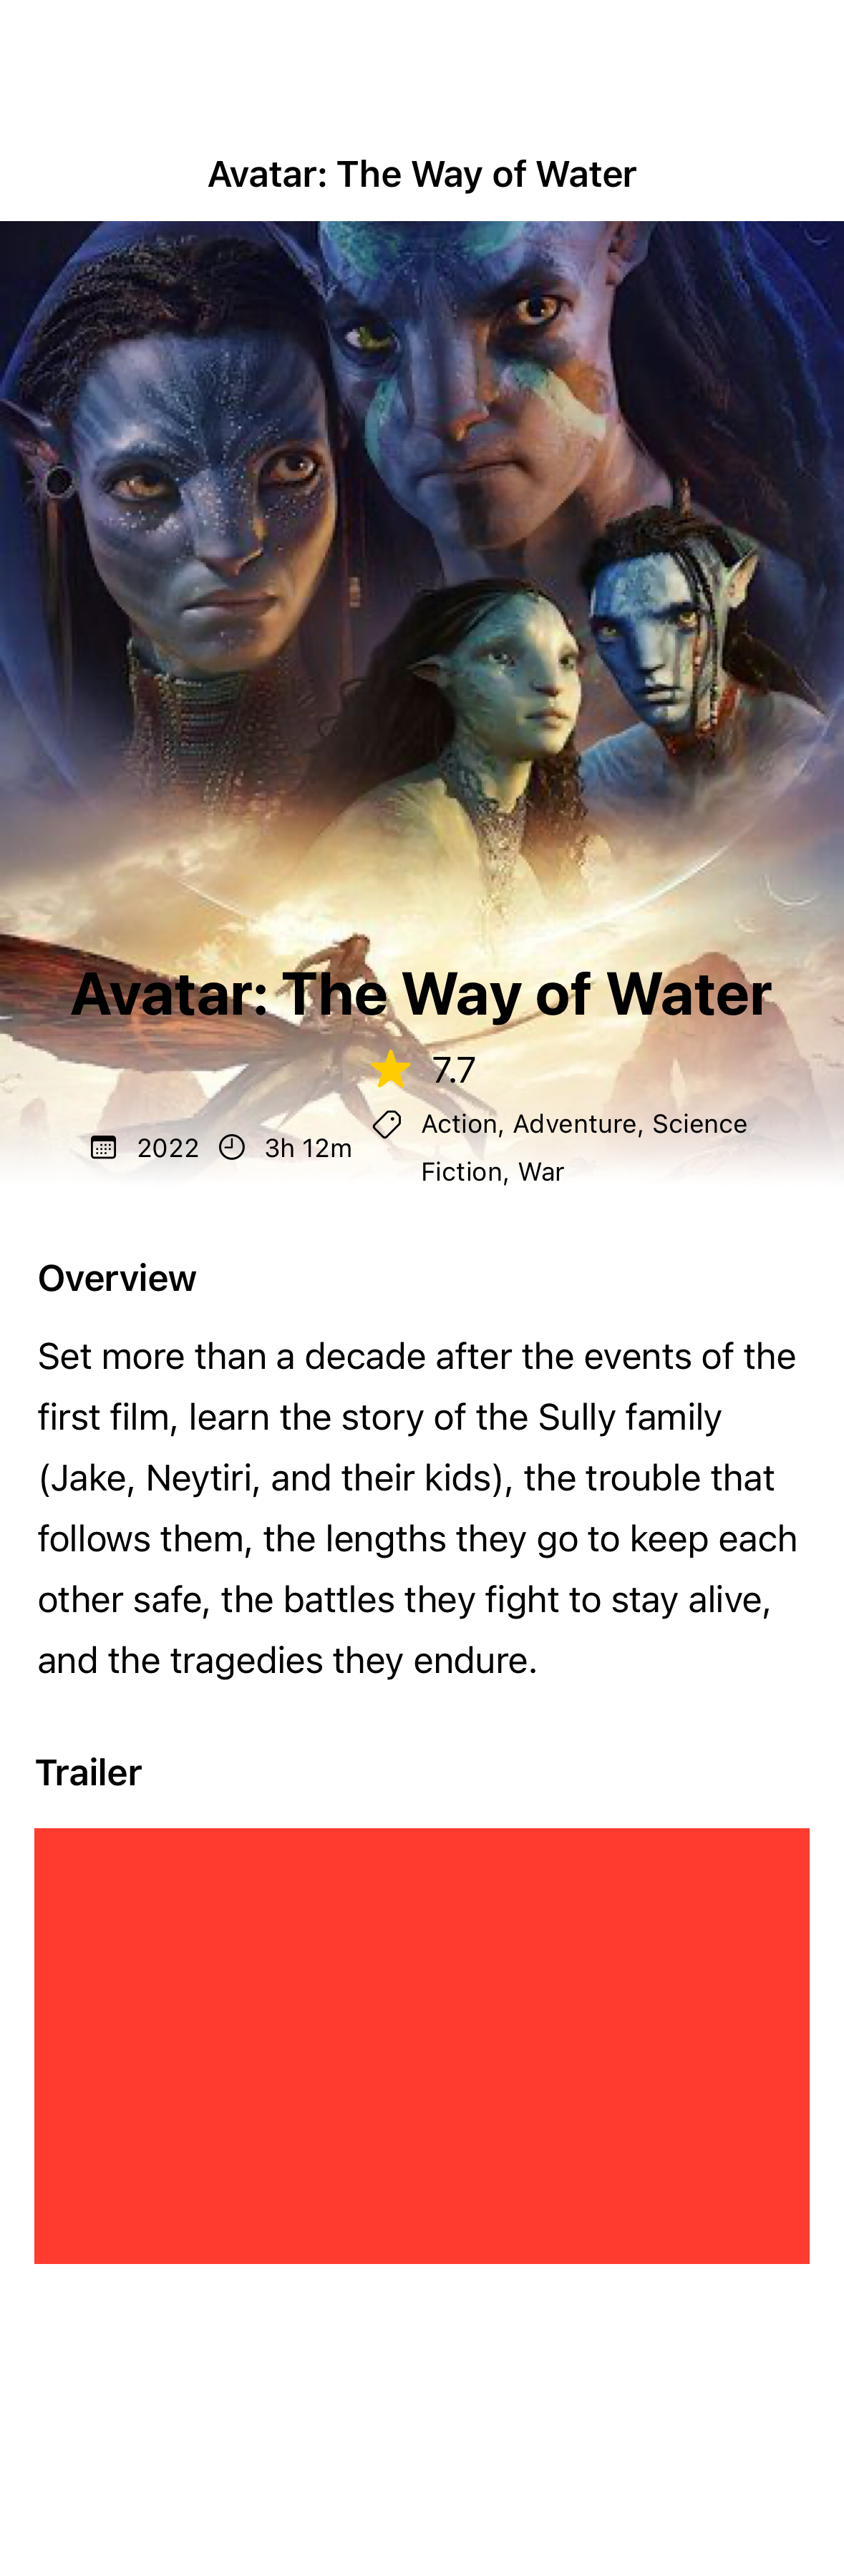 Avatar: The Way of Water
Avatar: The Way of Water
7.7
2022
3h 12m
Action, Adventure, Science
Fiction, War
Overview
Set more than a decade after the events of the
first film, learn the story of the Sully family
(Jake, Neytiri, and their kids), the trouble that
follows them, the lengths they go to keep each
other safe, the battles they fight to stay alive,
and the tragedies they endure.
Trailer